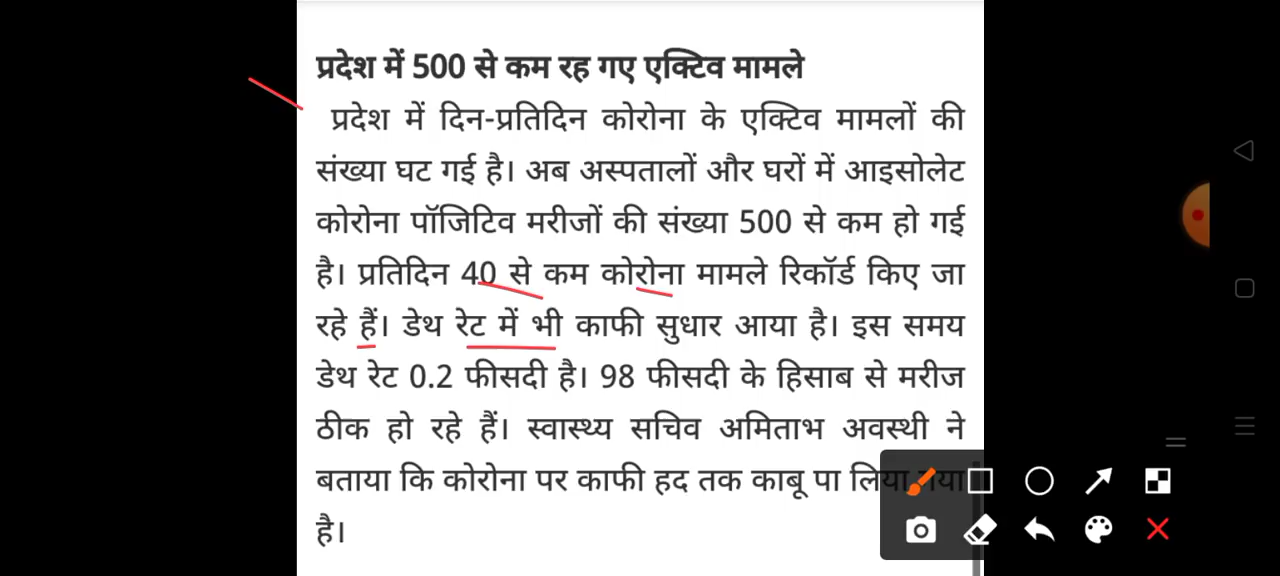 प्रदेश में 500 से कम रह गए एक्टिव मामले
प्रदेश में दिन-प्रतिदिन कोरोना के एक्टिव मामलों की
संख्या घट गई है। अब अस्पतालों और घरों में आइसोलेट
कोरोना पॉजिटिव मरीजों की संख्या 500 से कम हो गई
है। प्रतिदिन 40 से कम कोरोना मामले रिकॉर्ड किए जा
रहे हैं। डेथ रेट में भी काफी सुधार आया है। इस समय
डेथ रेट 0.2 फीसदी है। 98 फीसदी के हिसाब से मरीज
ठीक हो रहे हैं। स्वास्थ्य सचिव अमिताभ अवस्थी ने
बताया कि कोरोना पर काफी हद तक काबू पा लिया गया
है।